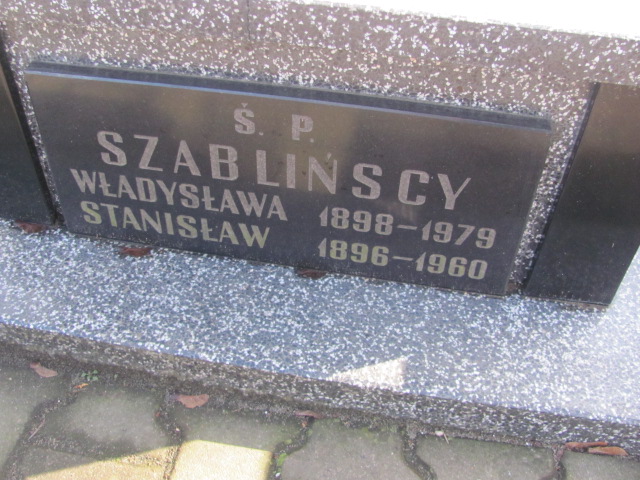 Ś. P.
SZABLIŃSCY
WŁADYSŁAWA 1898-1979
STANISŁAW 1896-1960